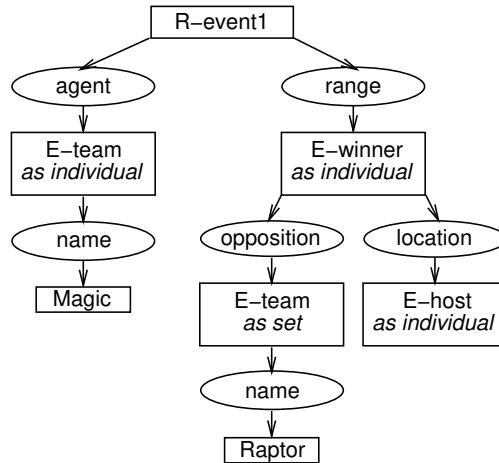 R−event1
agent
range
E−team
as individual
E−winner
as individual
name
opposition
location
Magic
E−team
as set
E−host
as individual
name
Raptor